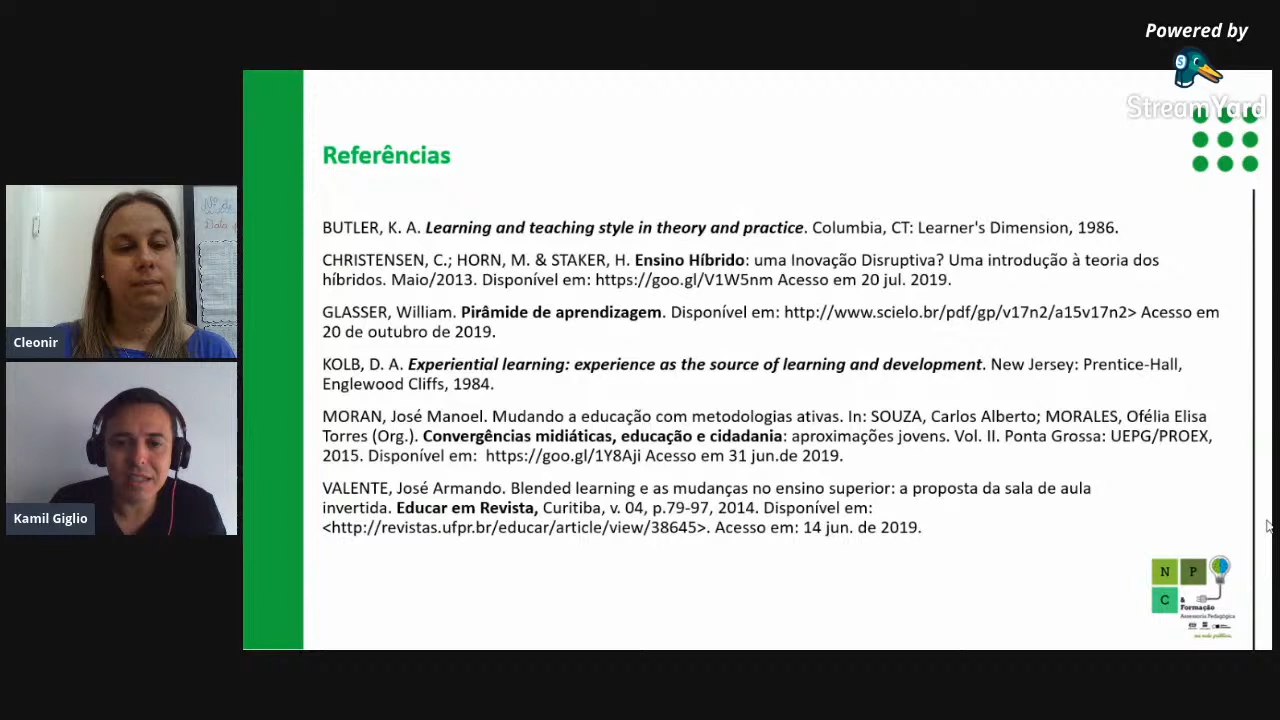 Powered by
StreamYard
Referências
BUTLER, K. A. Learning and teaching style in theory and practice. Columbia, CT: Learner's Dimension, 1986.
CHRISTENSEN, C.; HORN, M. & STAKER, H. Ensino Híbrido: uma Inovação Disruptiva? Uma introdução à teoria dos
híbridos. Maio/2013. Disponível em: https://goo.gl/V1W5nm Acesso em 20 jul. 2019.
GLASSER, William. Pirâmide de aprendizagem. Disponível em: http://www.scielo.br/pdf/gp/v17n2/a15v17n2> Acesso em
20 de outubro de 2019.
KOLB, D. A. Experiential learning: experience as the source of learning and development. New Jersey: Prentice-Hall,
Englewood Cliffs, 1984.
MORAN, José Manoel. Mudando a educação com metodologias ativas. In: SOUZA, Carlos Alberto; MORALES, Ofélia Elisa
Torres (Org.). Convergências midiáticas, educação e cidadania: aproximações jovens. Vol. II. Ponta Grossa: UEPG/PROEX,
2015. Disponível em:  https://goo.gl/1Y8Aji Acesso em 31 jun.de 2019.
VALENTE, José Armando. Blended learning e as mudanças no ensino superior: a proposta da sala de aula
invertida. Educar em Revista, Curitiba, v. 04, p.79-97, 2014. Disponível em:
<http://revistas.ufpr.br/educar/article/view/38645>. Acesso em: 14 jun. de 2019.
Cleonir
Kamil Giglio
N P
C &
Formação
Assessoria Pedagógica